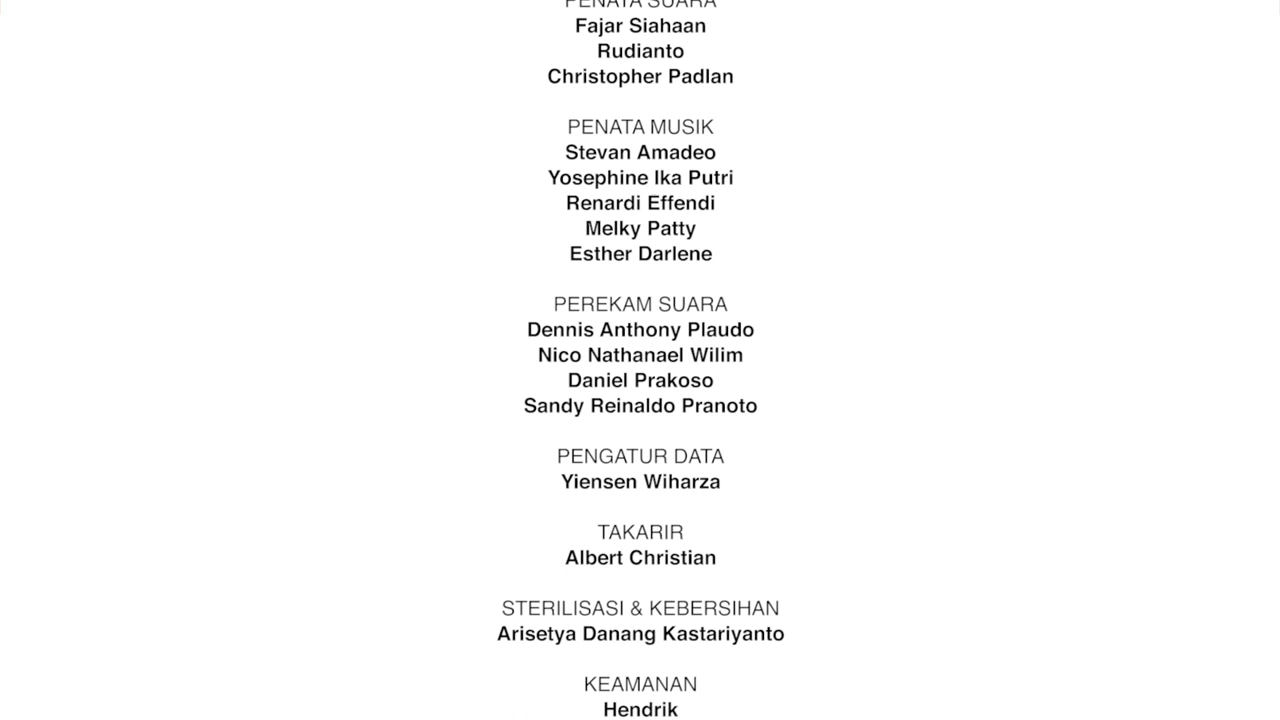 PENATA SUARA
Fajar Siahaan
Rudianto
Christopher Padlan
PENATA MUSIK
Stevan Amadeo
Yosephine Ika Putri
Renardi Effendi
Melky Patty
Esther Darlene
PEREKAM SUARA
Dennis Anthony Plaudo
Nico Nathanael Wilim
Daniel Prakoso
Sandy Reinaldo Pranoto
PENGATUR DATA
Yiensen Wiharza
TAKARIR
Albert Christian
STERILISASI & KEBERSIHAN
Arisetya Danang Kastariyanto
KEAMANAN
Hendrik